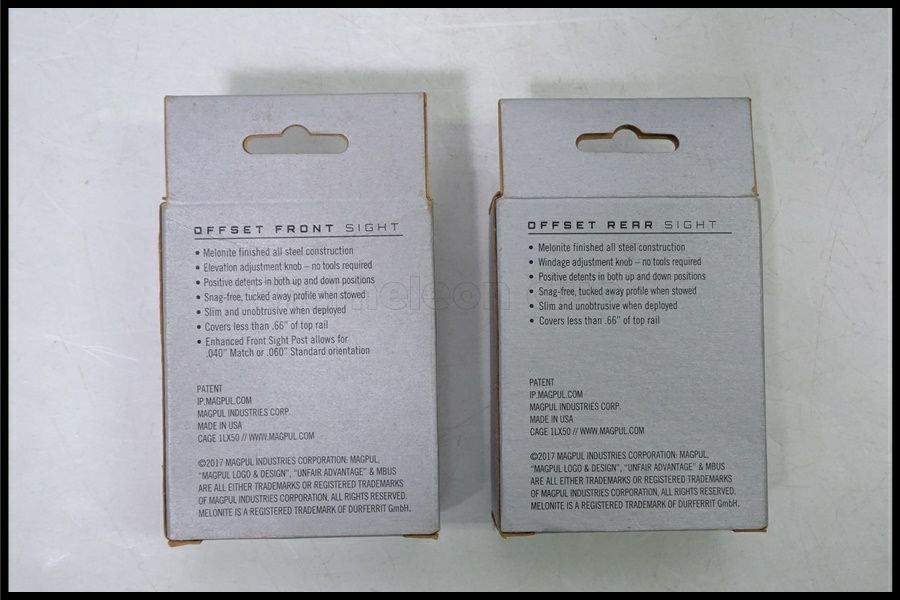 OFFSET FRONT SIGHT
• Melonite finished all steel construction
• Elevation adjustment knob – no tools required
• Positive detents in both up and down positions
• Snag-free, tucked away profile when stowed
• Slim and unobtrusive when deployed
• Covers less than .66" of top rail
• Enhanced Front Sight Post allows for
.040" Match or .060" Standard orientation
PATENT
IP.MAGPUL.COM
MAGPUL INDUSTRIES CORP.
MADE IN USA
CAGE 1LX50 // WWW.MAGPUL.COM
©2017 MAGPUL INDUSTRIES CORPORATION: MAGPUL,
"MAGPUL LOGO & DESIGN", "UNFAIR ADVANTAGE" & MBUS
ARE ALL EITHER TRADEMARKS OR REGISTERED TRADEMARKS
OF MAGPUL INDUSTRIES CORPORATION, ALL RIGHTS RESERVED.
MELONITE IS A REGISTERED TRADEMARK OF DURFERRIT GmbH.
OFFSET REAR SIGHT
• Melonite finished all steel construction
• Windage adjustment knob – no tools required
• Positive detents in both up and down positions
• Snag-free, tucked away profile when stowed
• Slim and unobtrusive when deployed
• Covers less than .66" of top rail
PATENT
IP.MAGPUL.COM
MAGPUL INDUSTRIES CORP.
MADE IN USA
CAGE 1LX50 // WWW.MAGPUL.COM
©2017 MAGPUL INDUSTRIES CORPORATION: MAGPUL,
"MAGPUL LOGO & DESIGN", "UNFAIR ADVANTAGE" & MBUS
ARE ALL EITHER TRADEMARKS OR REGISTERED TRADEMARKS
OF MAGPUL INDUSTRIES CORPORATION, ALL RIGHTS RESERVED.
MELONITE IS A REGISTERED TRADEMARK OF DURFERRIT GmbH.